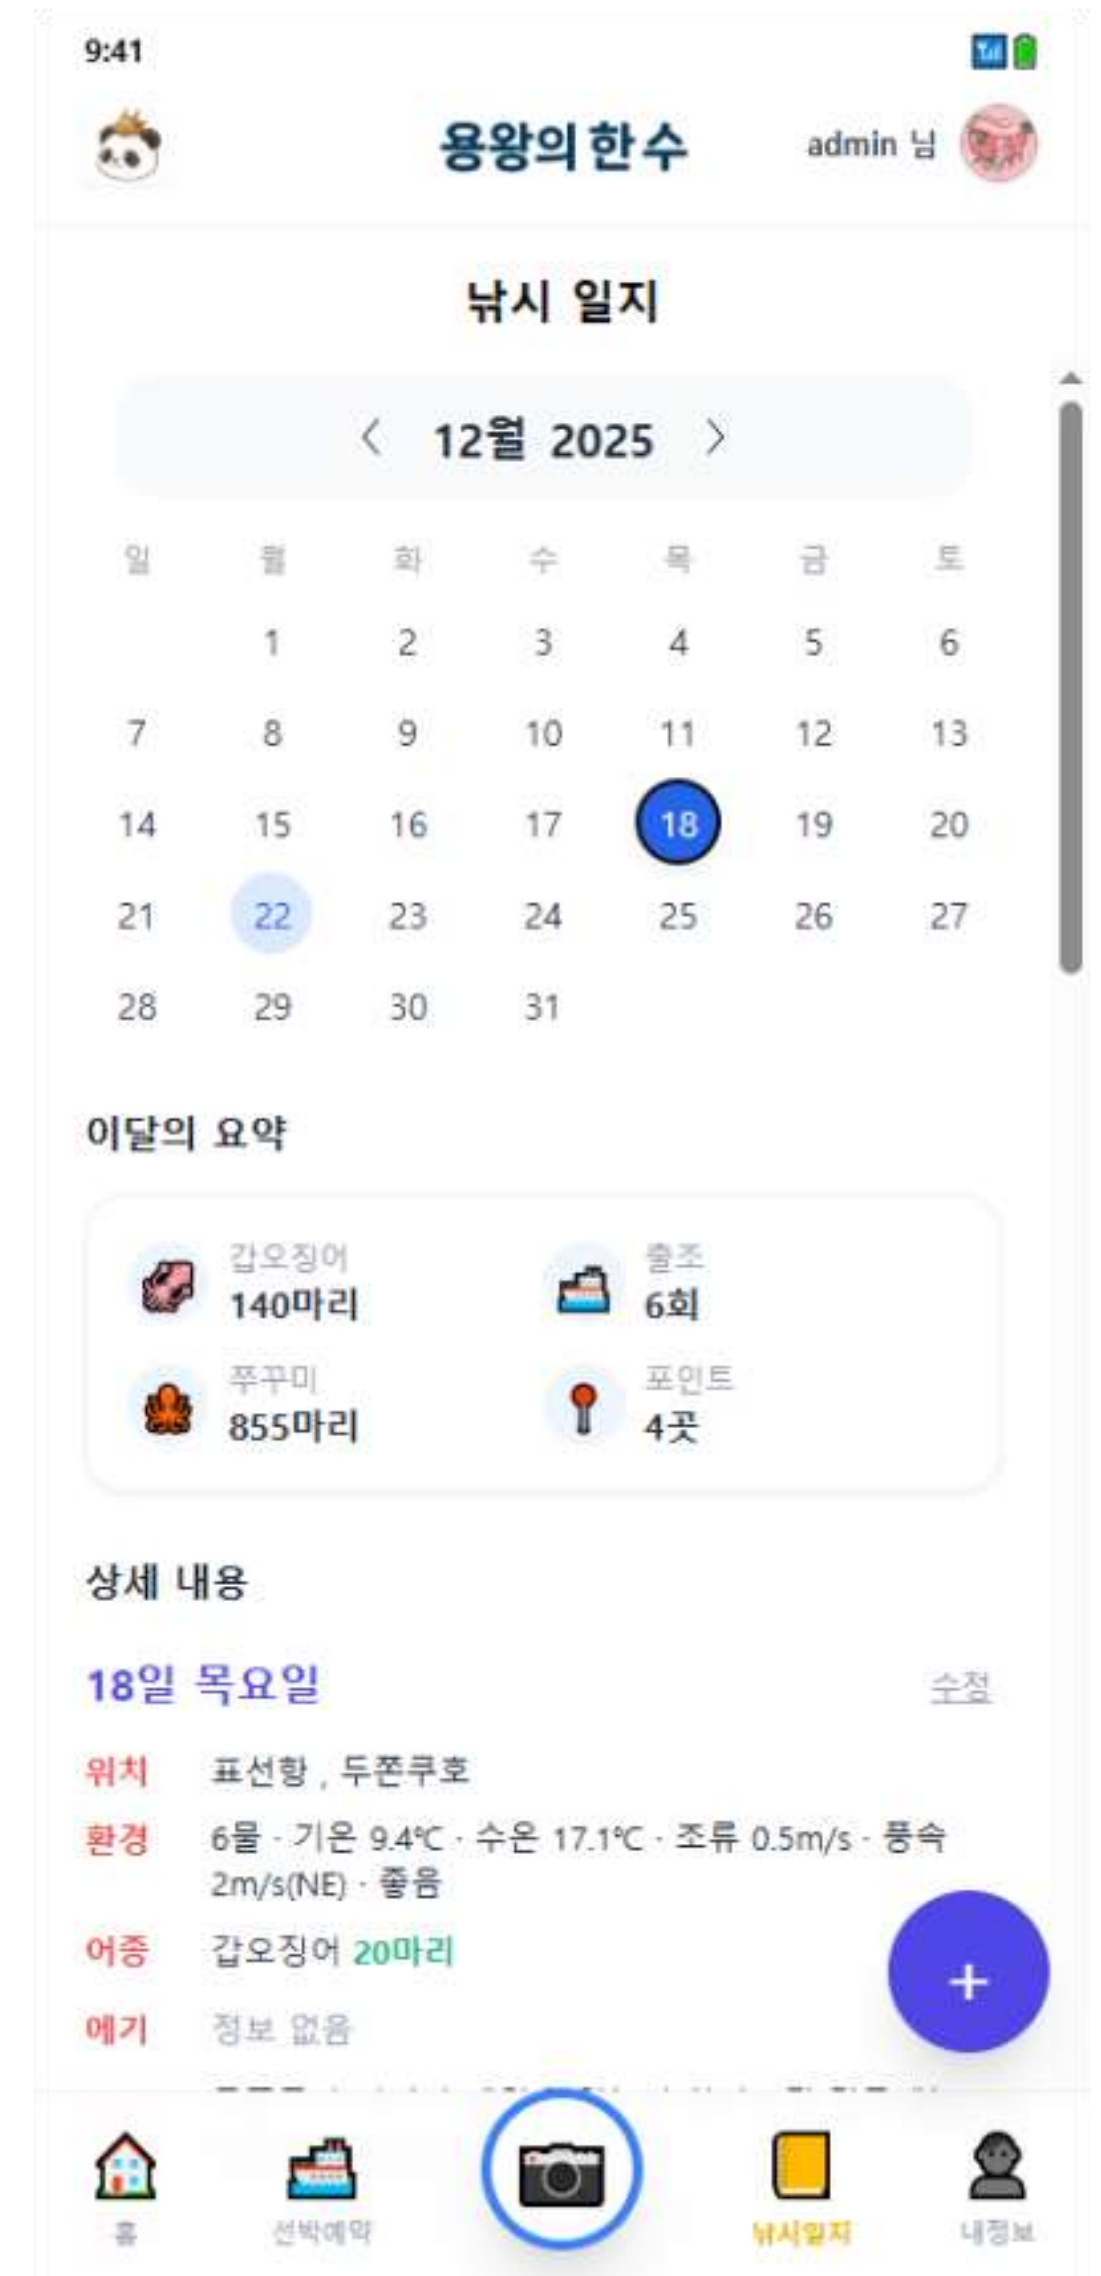 9:41
용왕의 한 수
admin 님
낚시 일지
12월 2025
일 월 화 수 목 금 토
1 2 3 4 5 6
7 8 9 10 11 12 13
14 15 16 17 18 19 20
21 22 23 24 25 26 27
28 29 30 31
이달의 요약
갑오징어 출조
140마리 6회
쭈꾸미 포인트
855마리 4곳
상세 내용
18일 목요일 수정
위치 표선항 , 두쫀쿠호
환경 6물 · 기온 9.4℃ · 수온 17.1℃ · 조류 0.5m/s · 풍속
2m/s(NE) · 좋음
어종 갑오징어 20마리
에기 정보 없음
+
홈 선박예약 낚시일지 내정보